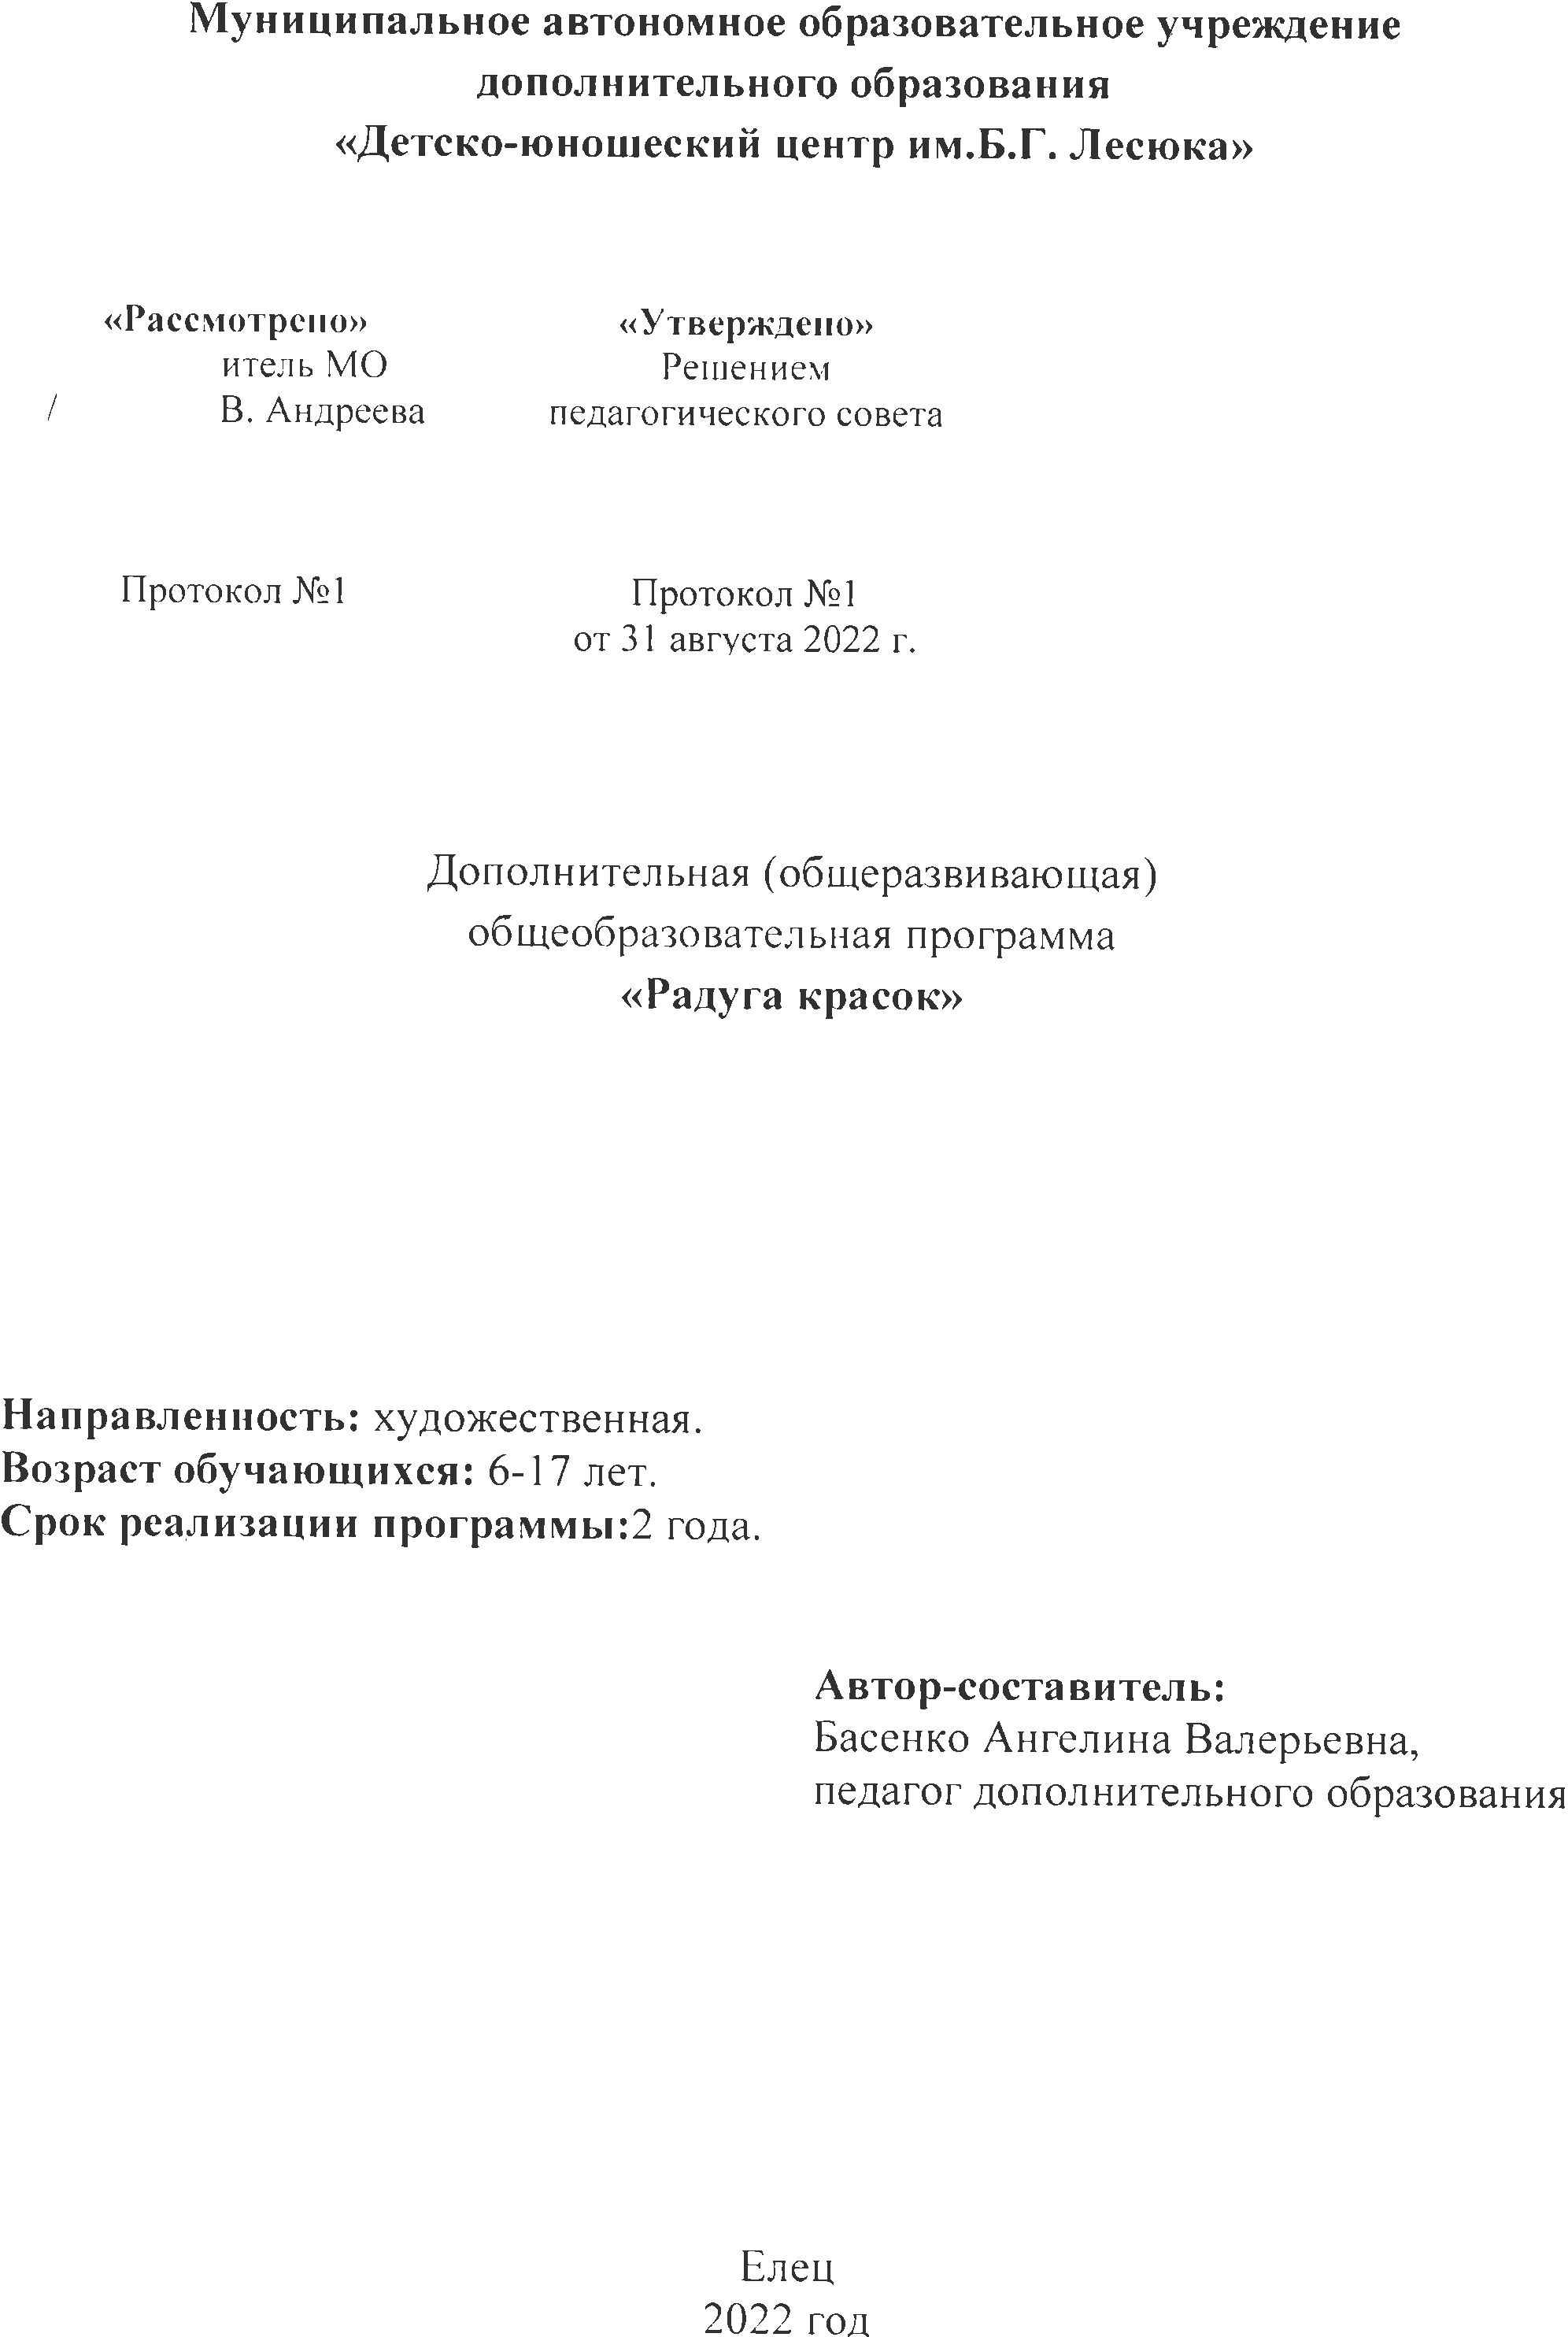 Муниципальное автономное образовательное учреждение
дополнительного образования
«Детско-юношеский центр им.Б.Г. Лесюка»
«Рассмотрено»
итель МО
/ В. Андреева
Протокол №1
«Утверждено»
Решением
педагогического совета
Протокол №1
от 31 августа 2022 г.
Дополнительная (общеразвивающая)
общеобразовательная программа
«Радуга красок»
Направленность: художественная.
Возраст обучающихся: 6-17 лет.
Срок реализации программы:2 года.
Автор-составитель:
Басенко Ангелина Валерьевна,
педагог дополнительного образования
Елец
2022 год